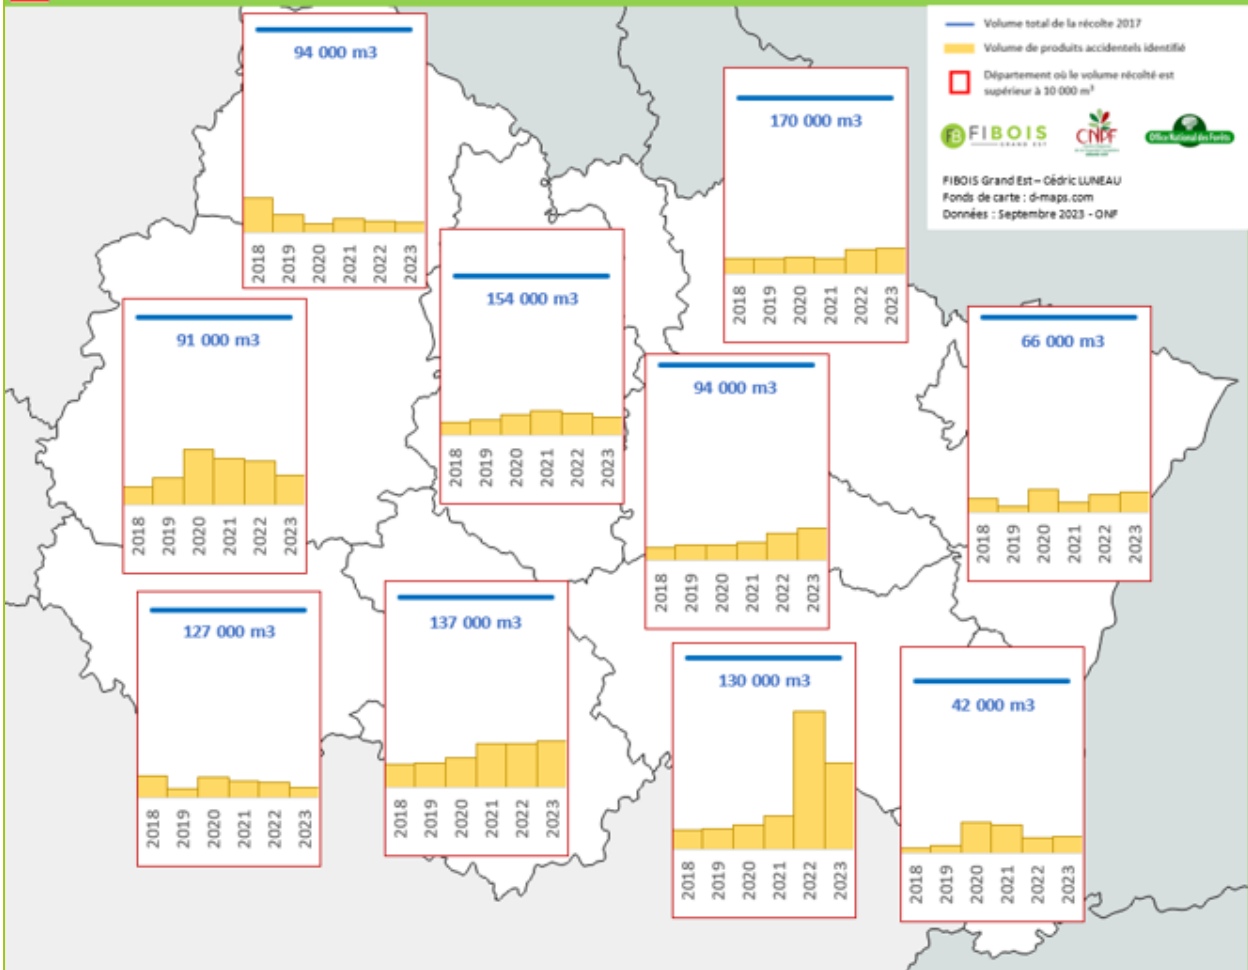 Volume total de la récolte 2017
Volume de produits accidentels identifié
Département où le volume récolté est
supérieur à 10 000 m³
FIBOIS
GRAND EST
CNPF
Office National des Forêts
FIBOIS Grand Est – Cédric LUNEAU
Fonds de carte : d-maps.com
Données : Septembre 2023 - ONF
94 000 m3
2018 2019 2020 2021 2022 2023
170 000 m3
2018 2019 2020 2021 2022 2023
154 000 m3
2018 2019 2020 2021 2022 2023
91 000 m3
2018 2019 2020 2021 2022 2023
66 000 m3
2018 2019 2020 2021 2022 2023
94 000 m3
2018 2019 2020 2021 2022 2023
127 000 m3
2018 2019 2020 2021 2022 2023
137 000 m3
2018 2019 2020 2021 2022 2023
130 000 m3
2018 2019 2020 2021 2022 2023
42 000 m3
2018 2019 2020 2021 2022 2023